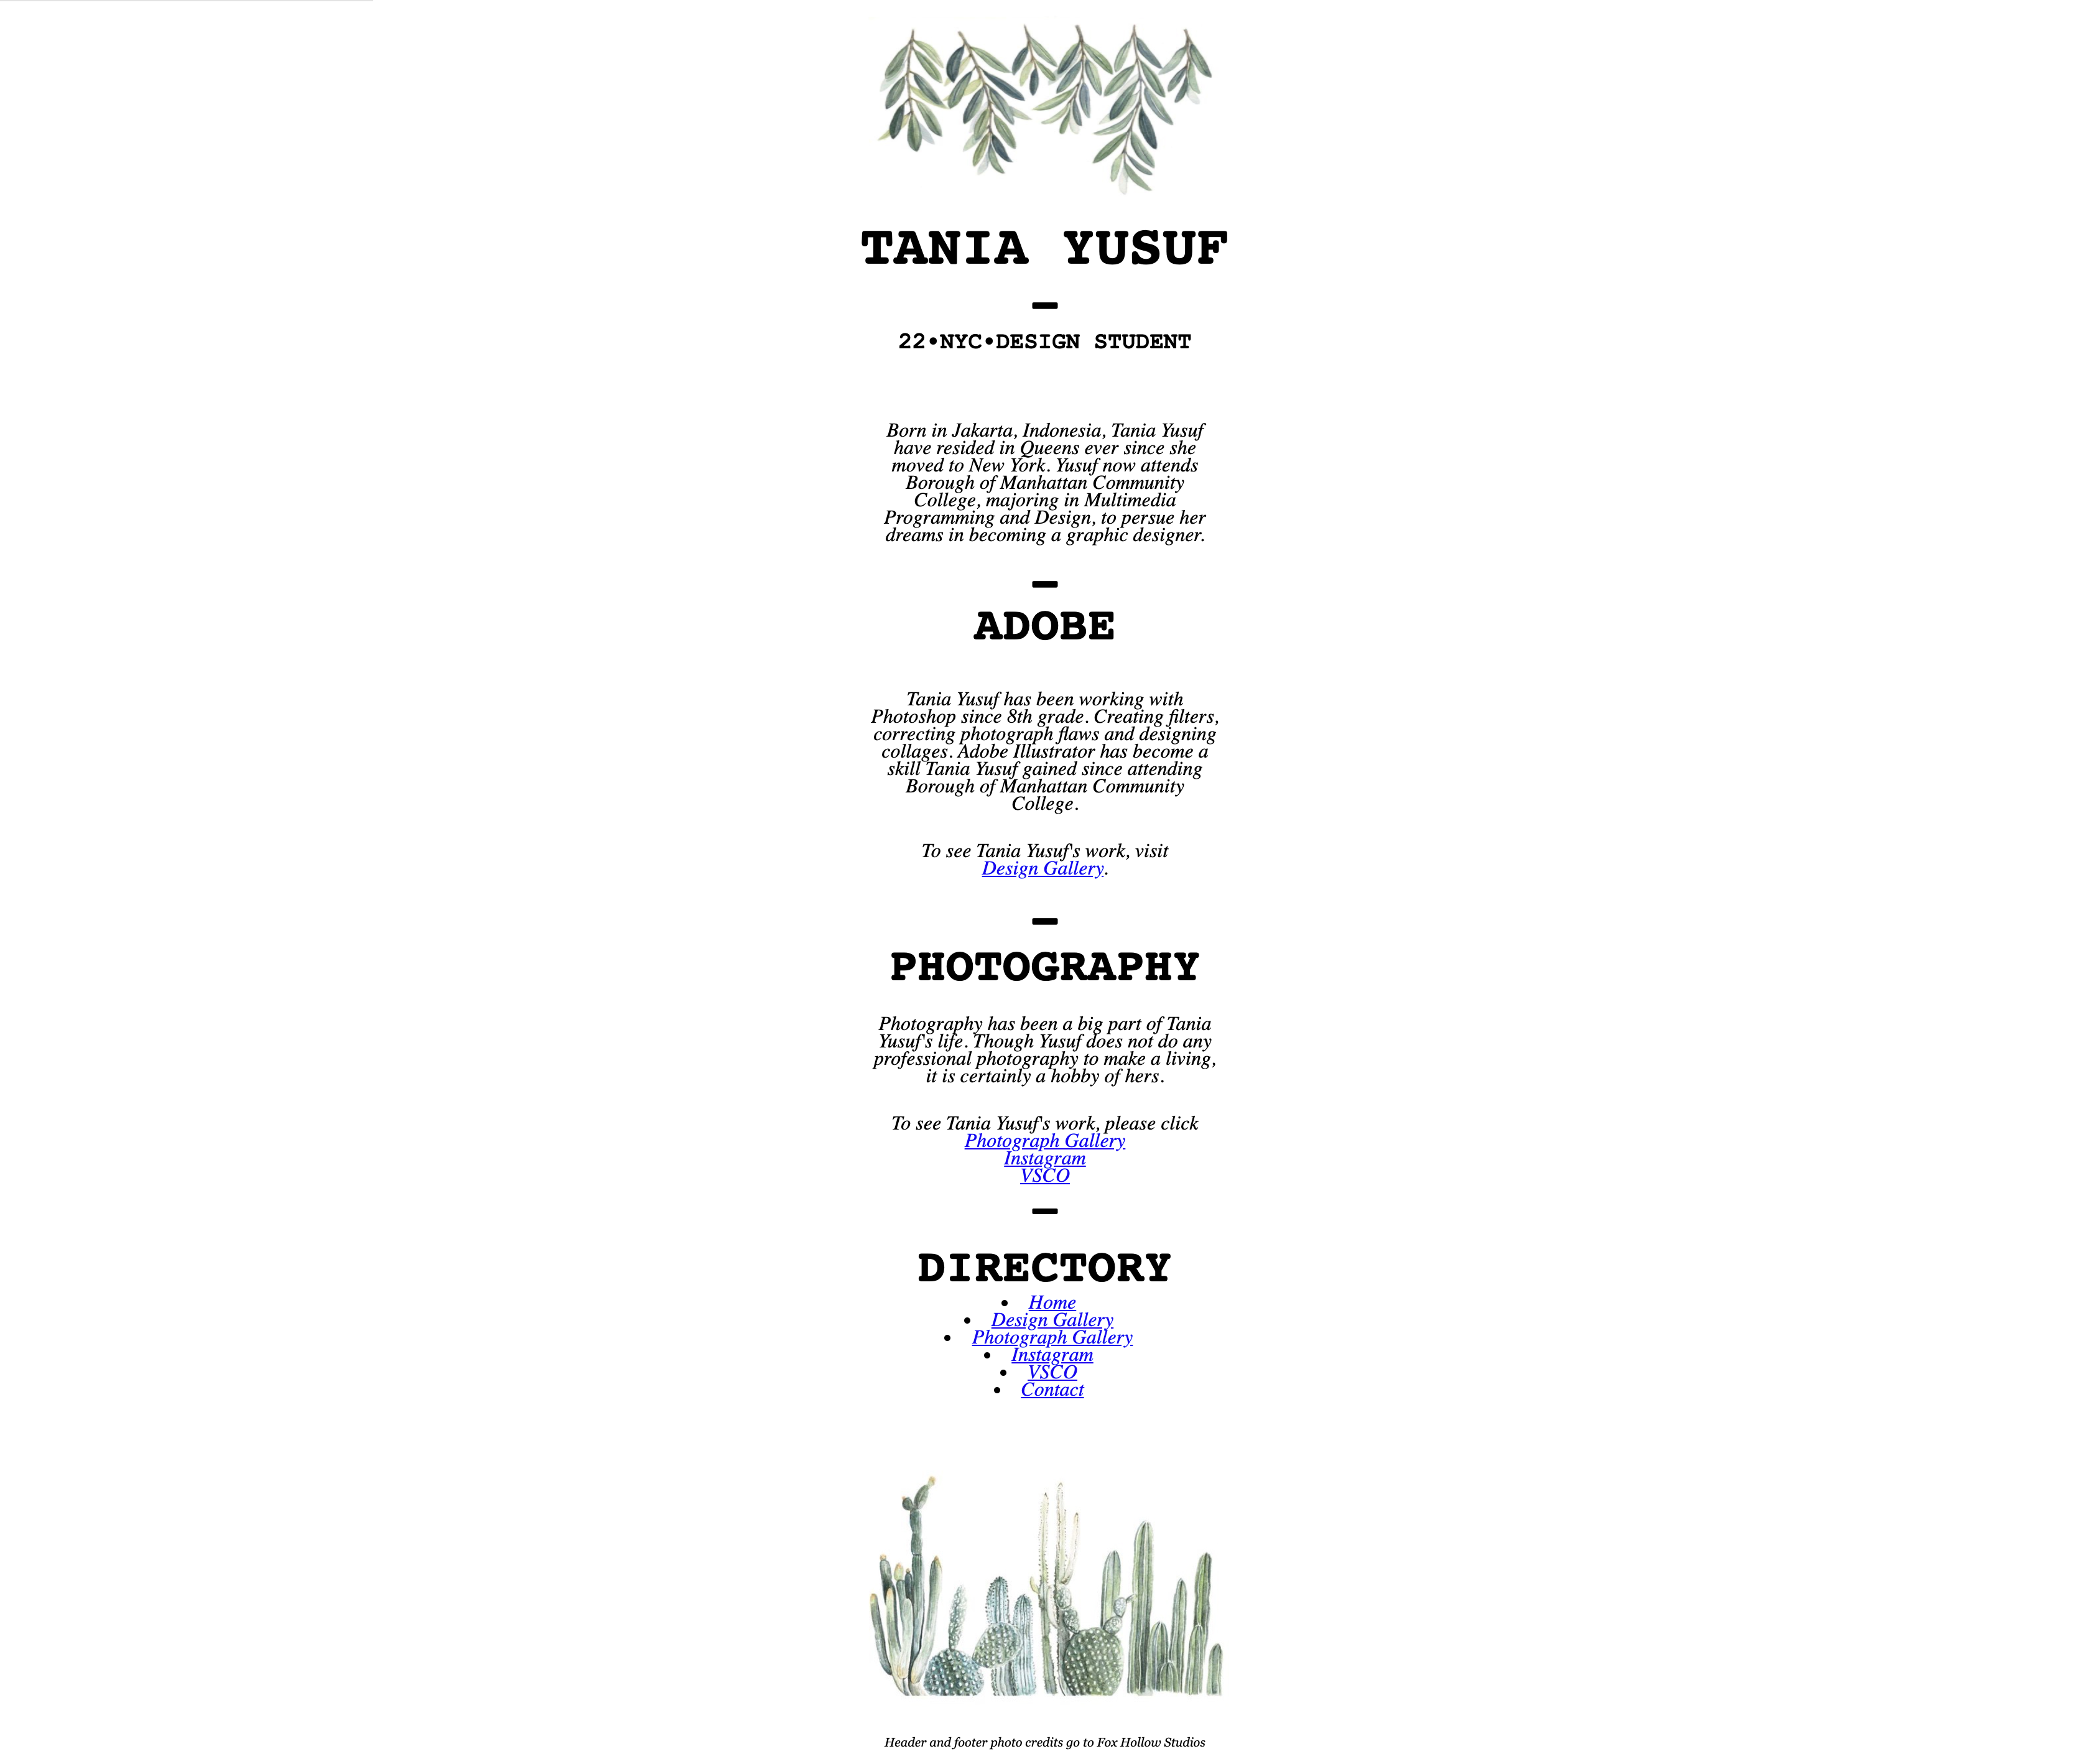 TANIA YUSUF
—
22•NYC•DESIGN STUDENT
Born in Jakarta, Indonesia, Tania Yusuf
have resided in Queens ever since she
moved to New York. Yusuf now attends
Borough of Manhattan Community
College, majoring in Multimedia
Programming and Design, to persue her
dreams in becoming a graphic designer.
—
ADOBE
Tania Yusuf has been working with
Photoshop since 8th grade. Creating filters,
correcting photograph flaws and designing
collages. Adobe Illustrator has become a
skill Tania Yusuf gained since attending
Borough of Manhattan Community
College.
To see Tania Yusuf's work, visit
Design Gallery.
—
PHOTOGRAPHY
Photography has been a big part of Tania
Yusuf's life. Though Yusuf does not do any
professional photography to make a living,
it is certainly a hobby of hers.
To see Tania Yusuf's work, please click
Photograph Gallery
Instagram
VSCO
—
DIRECTORY
• Home
• Design Gallery
• Photograph Gallery
• Instagram
• VSCO
• Contact
Header and footer photo credits go to Fox Hollow Studios